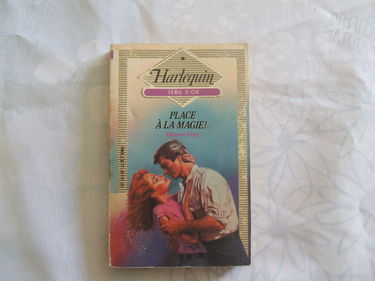 Harlequin
SÉRIE D'OR
PLACE
À LA MAGIE!